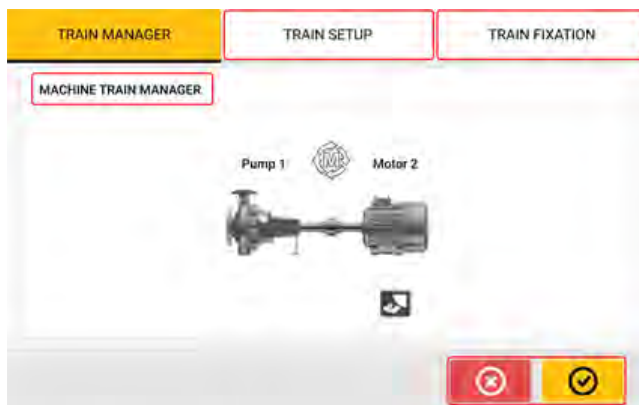 TRAIN MANAGER
TRAIN SETUP
TRAIN FIXATION
MACHINE TRAIN MANAGER
Pump 1
Motor 2